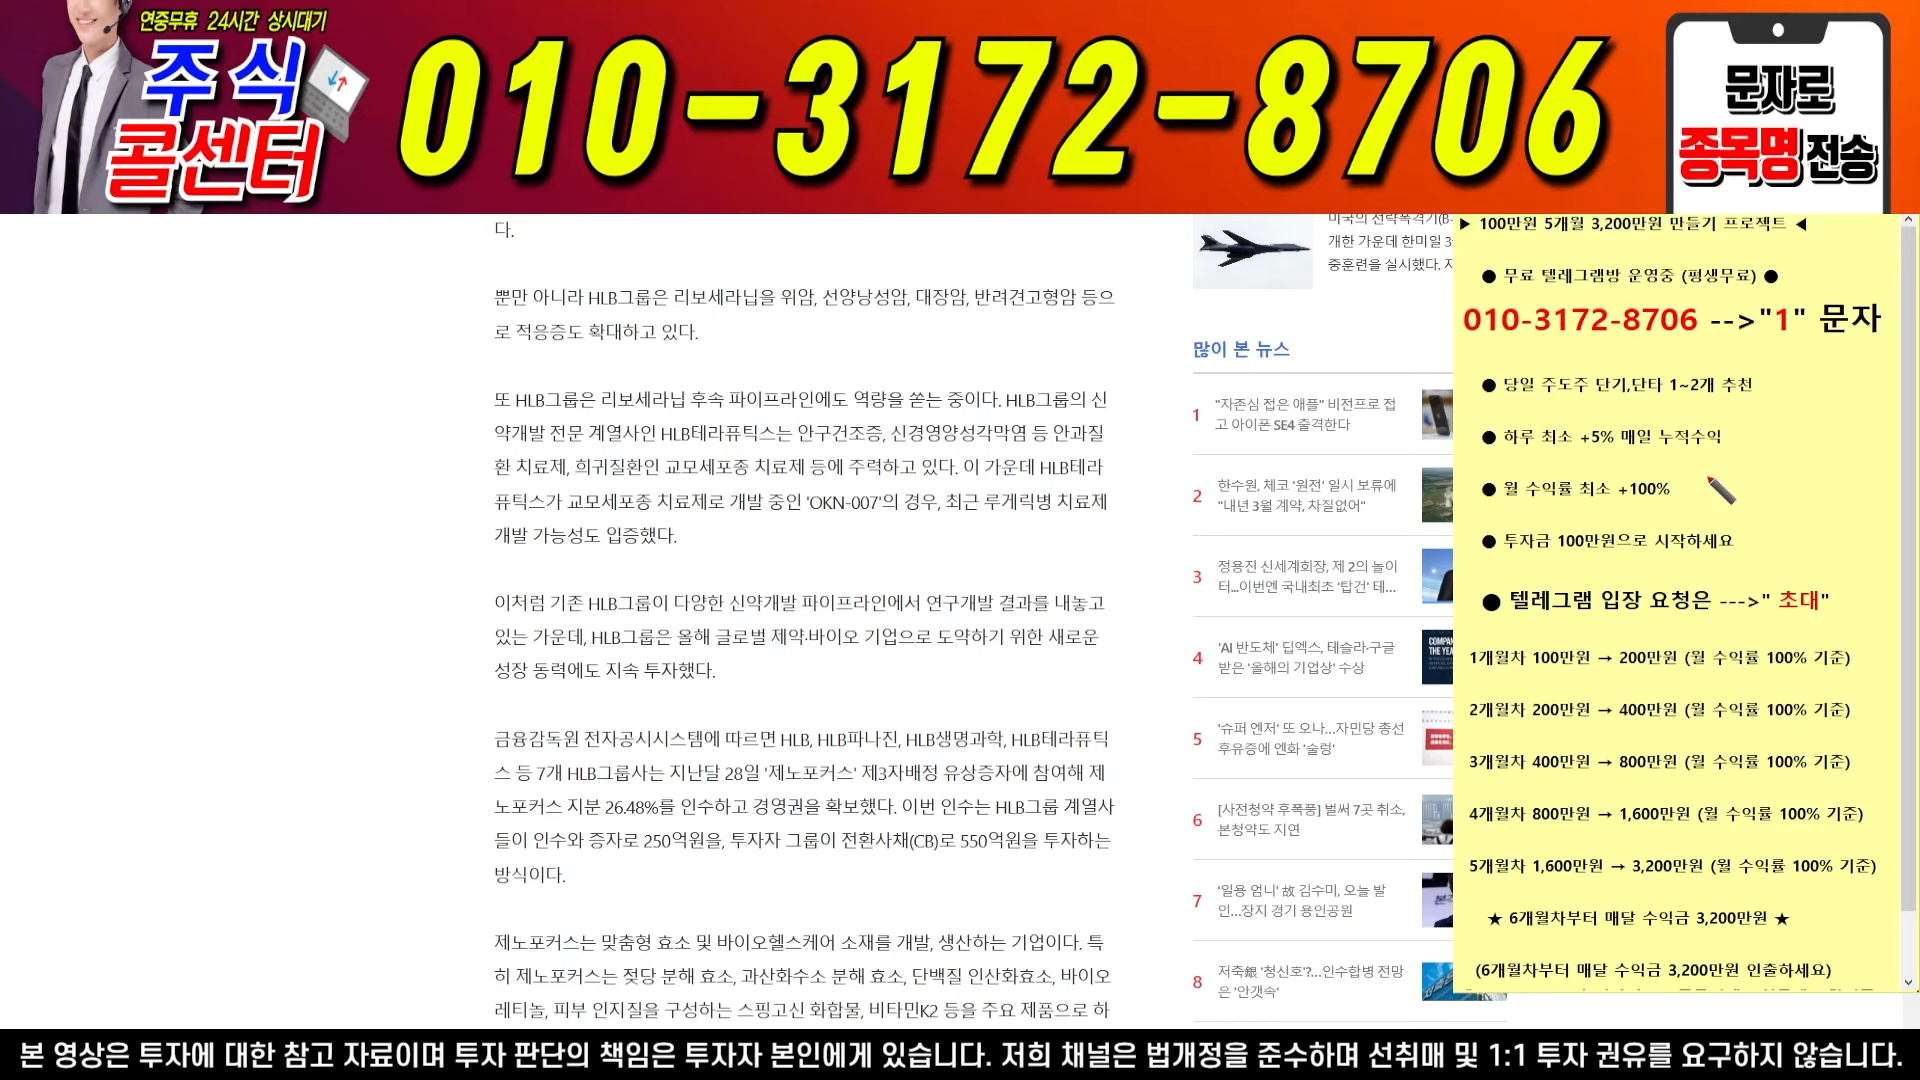 연중무휴 24시간 상시대기
주식
콜센터
010-3172-8706
문자로
종목명 전송
다.
뿐만 아니라 HLB그룹은 리보세라닙을 위암, 선양낭성암, 대장암, 반려견고형암 등으
로 적응증도 확대하고 있다.
또 HLB그룹은 리보세라닙 후속 파이프라인에도 역량을 쏟는 중이다. HLB그룹의 신
약개발 전문 계열사인 HLB테라퓨틱스는 안구건조증, 신경영양성각막염 등 안과질
환 치료제, 희귀질환인 교모세포종 치료제 등에 주력하고 있다. 이 가운데 HLB테라
퓨틱스가 교모세포종 치료제로 개발 중인 'OKN-007'의 경우, 최근 루게릭병 치료제
개발 가능성도 입증했다.
이처럼 기존 HLB그룹이 다양한 신약개발 파이프라인에서 연구개발 결과를 내놓고
있는 가운데, HLB그룹은 올해 글로벌 제약·바이오 기업으로 도약하기 위한 새로운
성장 동력에도 지속 투자했다.
금융감독원 전자공시시스템에 따르면 HLB, HLB파나진, HLB생명과학, HLB테라퓨틱
스 등 7개 HLB그룹사는 지난달 28일 '제노포커스' 제3자배정 유상증자에 참여해 제
노포커스 지분 26.48%를 인수하고 경영권을 확보했다. 이번 인수는 HLB그룹 계열사
들이 인수와 증자로 250억원을, 투자자 그룹이 전환사채(CB)로 550억원을 투자하는
방식이다.
제노포커스는 맞춤형 효소 및 바이오헬스케어 소재를 개발, 생산하는 기업이다. 특
히 제노포커스는 젖당 분해 효소, 과산화수소 분해 효소, 단백질 인산화효소, 바이오
레티놀, 피부 인지질을 구성하는 스핑고신 화합물, 비타민K2 등을 주요 제품으로 하
미국의 전략폭격기(B-
개한 가운데 한미일 3
중훈련을 실시했다. 지
많이 본 뉴스
1 "자존심 접은 애플" 비전프로 접
고 아이폰 SE4 출격한다
2 한수원, 체코 '원전' 일시 보류에
"내년 3월 계약, 차질없어"
3 정용진 신세계회장, 제 2의 놀이
터...이번엔 국내최초 '탑건' 테...
4 'AI 반도체' 딥엑스, 테슬라·구글
받은 '올해의 기업상' 수상
COMPAN
THE YEA
5 '슈퍼 엔저' 또 오나...자민당 총선
후유증에 엔화 '술렁'
6 [사전청약 후폭풍] 벌써 7곳 취소,
본청약도 지연
7 '일용 엄니' 故 김수미, 오늘 발
인...장지 경기 용인공원
8 저축銀 '청신호'?...인수합병 전망
은 '안갯속'
▶ 100만원 5개월 3,200만원 만들기 프로젝트 ◀
● 무료 텔레그램방 운영중 (평생무료) ●
010-3172-8706 -->"1" 문자
● 당일 주도주 단기,단타 1~2개 추천
● 하루 최소 +5% 매일 누적수익
● 월 수익률 최소 +100%
● 투자금 100만원으로 시작하세요
● 텔레그램 입장 요청은 --->" 초대"
1개월차 100만원 → 200만원 (월 수익률 100% 기준)
2개월차 200만원 → 400만원 (월 수익률 100% 기준)
3개월차 400만원 → 800만원 (월 수익률 100% 기준)
4개월차 800만원 → 1,600만원 (월 수익률 100% 기준)
5개월차 1,600만원 → 3,200만원 (월 수익률 100% 기준)
★ 6개월차부터 매달 수익금 3,200만원 ★
(6개월차부터 매달 수익금 3,200만원 인출하세요)
본 영상은 투자에 대한 참고 자료이며 투자 판단의 책임은 투자자 본인에게 있습니다. 저희 채널은 법개정을 준수하며 선취매 및 1:1 투자 권유를 요구하지 않습니다.